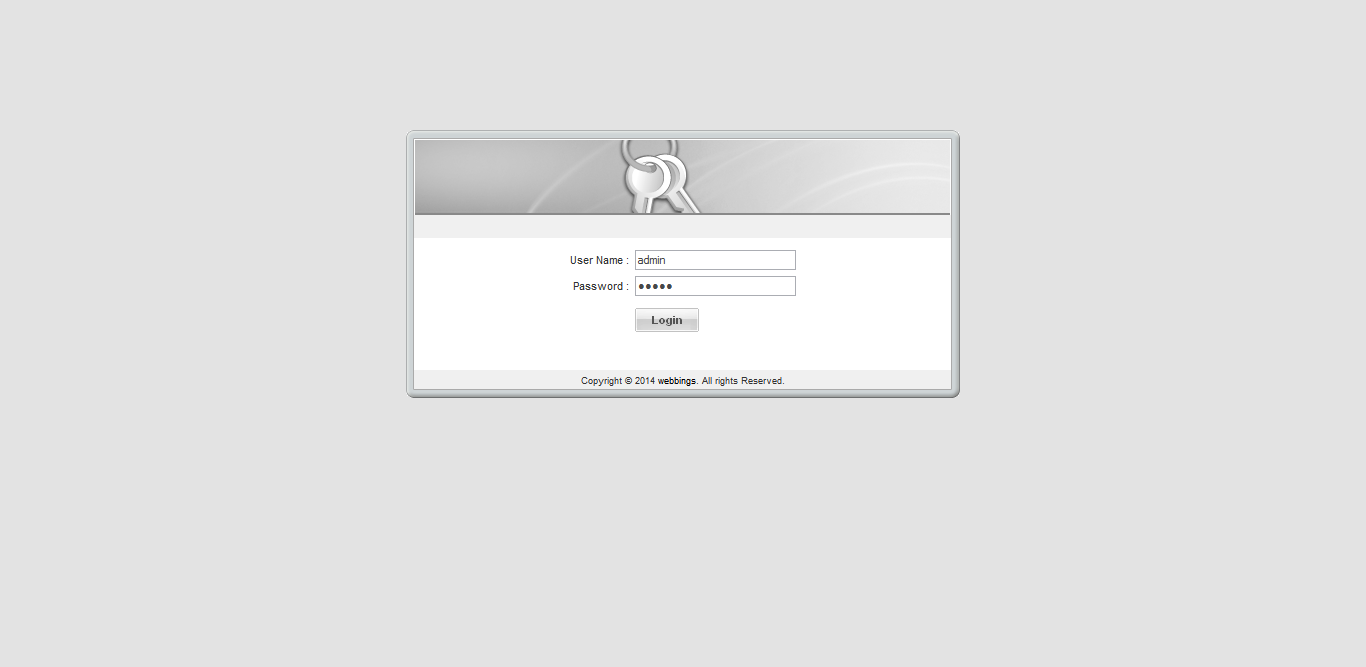 User Name : admin
Password : •••••
Login
Copyright © 2014 webbings. All rights Reserved.